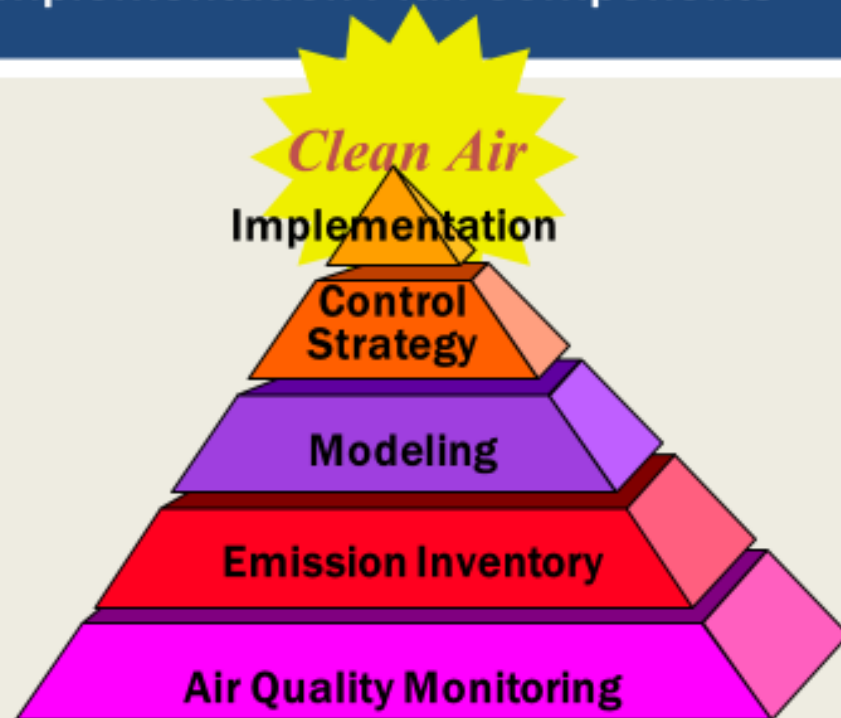 Clean Air
Implementation
Control
Strategy
Modeling
Emission Inventory
Air Quality Monitoring